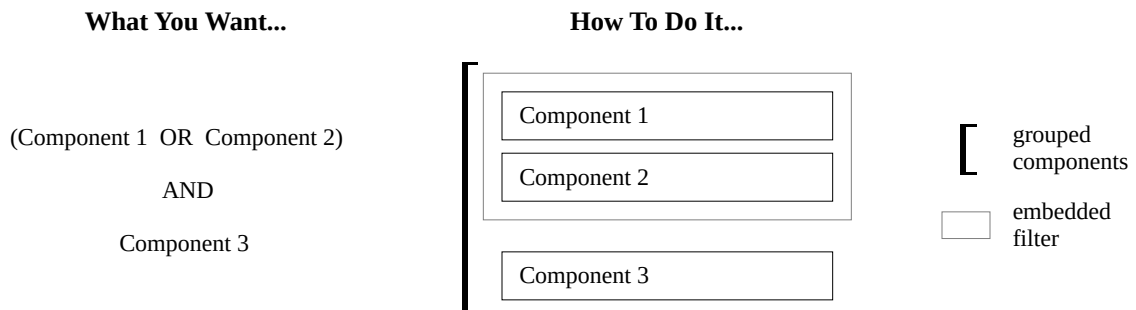 What You Want...
How To Do It...
(Component 1  OR  Component 2)
AND
Component 3
Component 1
Component 2
Component 3
grouped
components
embedded
filter